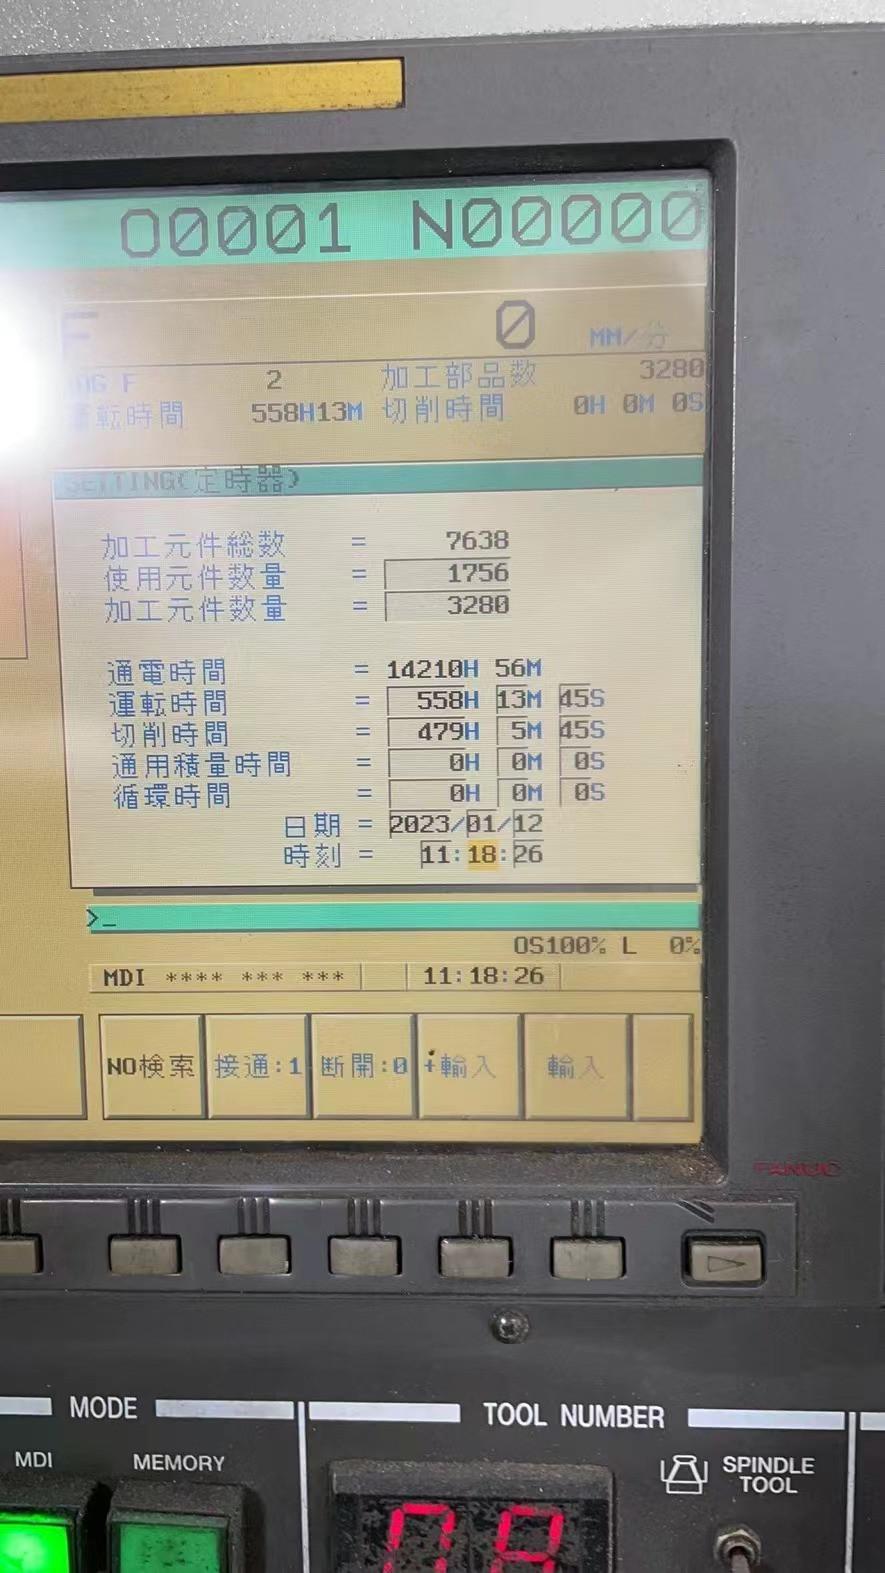 O0001 N00000
F 0 MM/分
2 加工部品数 3280
運転時間 558H13M 切削時間 0H 0M 0S
SETTING(定時器)
加工元件総数 = 7638
使用元件数量 = 1756
加工元件数量 = 3280
通電時間 = 14210H 56M
運転時間 = 558H 13M 45S
切削時間 = 479H 5M 45S
通用積量時間 = 0H 0M 0S
循環時間 = 0H 0M 0S
日期 = 2023/01/12
時刻 = 11:18:26
>_
OS100% L 0%
MDI **** *** *** 11:18:26
NO検索 接通:1 断開:0 +輸入 輸入
FANUC
MODE
TOOL NUMBER
MDI
MEMORY
SPINDLE
TOOL